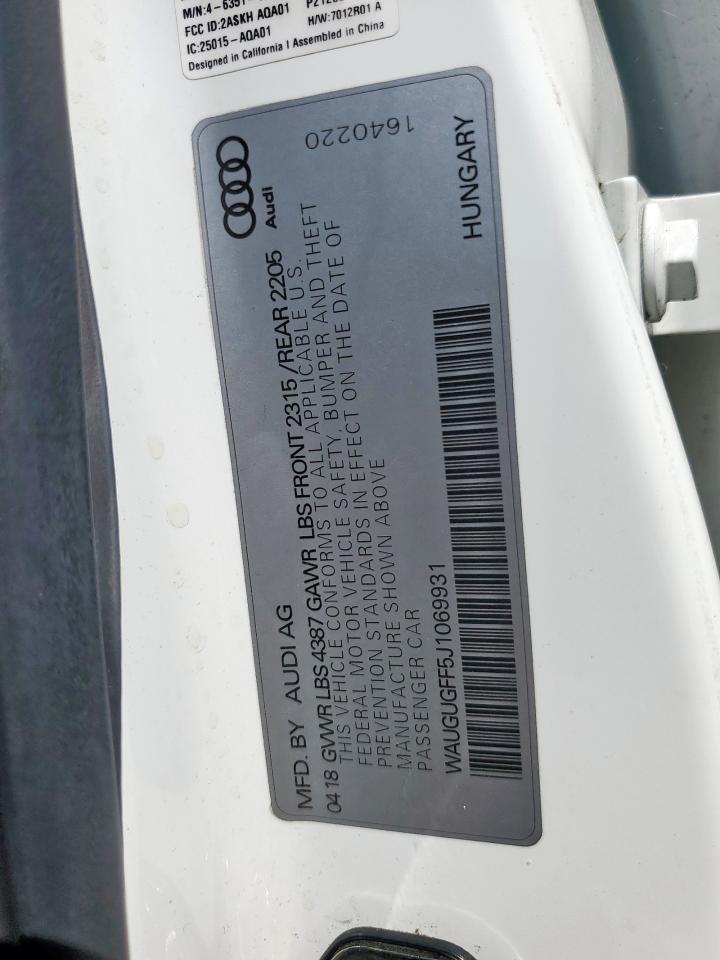 M/N:4-6351
FCC ID:2ASKH AQA01
IC:25015-AQA01
H/W:7012R01 A
Designed in California I Assembled in China
Audi
1640220
MFD. BY AUDI AG
04 18 GVWR LBS 4387 GAWR LBS FRONT 2315 /REAR 2205
THIS VEHICLE CONFORMS TO ALL APPLICABLE U.S.
FEDERAL MOTOR VEHICLE SAFETY, BUMPER AND THEFT
PREVENTION STANDARDS IN EFFECT ON THE DATE OF
MANUFACTURE SHOWN ABOVE
PASSENGER CAR
WAUGUGFF5J1069931
HUNGARY